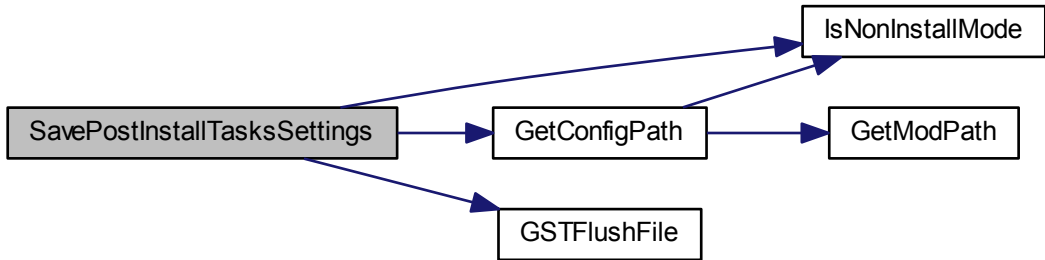 IsNonInstallMode
SavePostInstallTasksSettings
GetConfigPath
GetModPath
GSTFlushFile